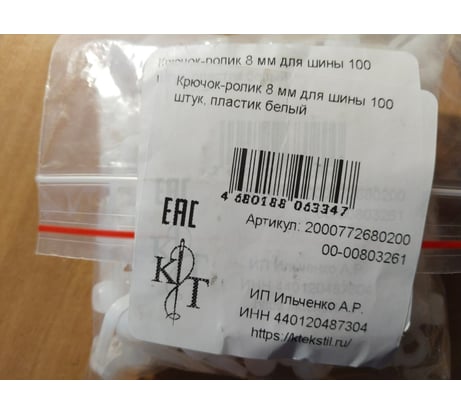 Крючок-ролик 8 мм для шины 100
Крючок-ролик 8 мм для шины 100
штук, пластик белый
4 680188 063347
EAC
Артикул: 2000772680200
00-00803261
К Т
ИП Ильченко А.Р.
ИНН 440120487304
https://ktekstil.ru/